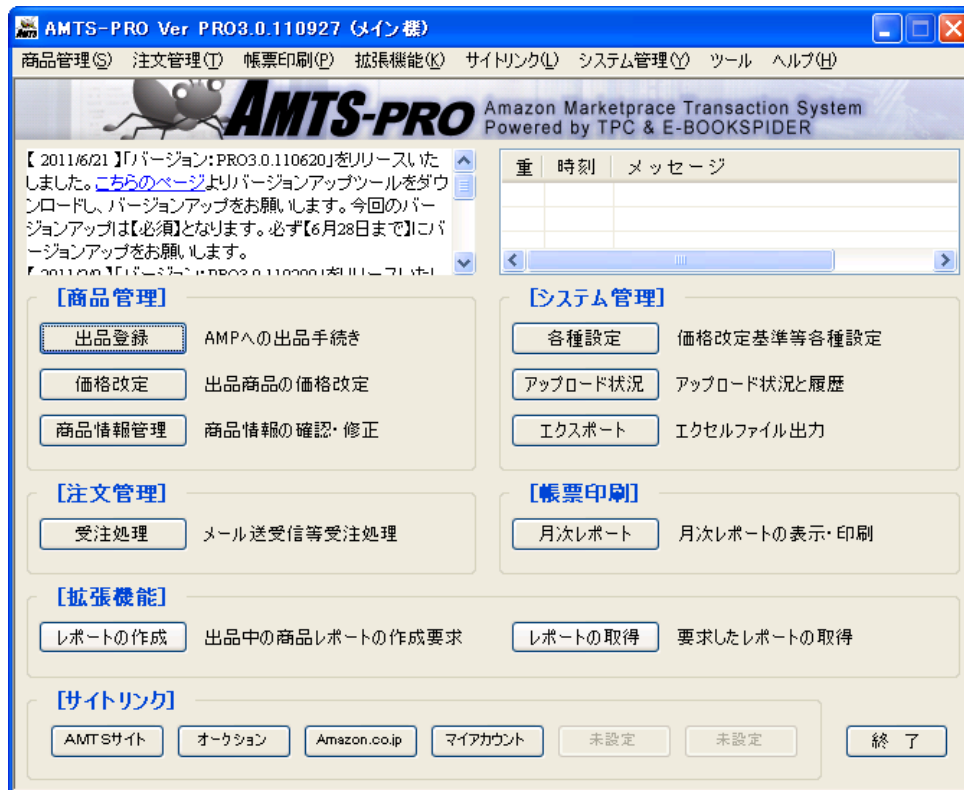 AMTS-PRO Ver PRO3.0.110927 (メイン機)
商品管理(S) 注文管理(T) 帳票印刷(P) 拡張機能(K) サイトリンク(L) システム管理(Y) ツール ヘルプ(H)
AMTS-PRO
Amazon Marketprace Transaction System
Powered by TPC & E-BOOKSPIDER
【 2011/6/21 】「バージョン:PRO3.0.110620」をリリースいた
しました。こちらのページよりバージョンアップツールをダウ
ンロードし、バージョンアップをお願いします。今回のバー
ジョンアップは【必須】となります。必ず【6月28日まで】にバ
ージョンアップをお願いします。
重 時刻 メッセージ
[商品管理]
出品登録 AMPへの出品手続き
価格改定 出品商品の価格改定
商品情報管理 商品情報の確認・修正
[システム管理]
各種設定 価格改定基準等各種設定
アップロード状況 アップロード状況と履歴
エクスポート エクセルファイル出力
[注文管理]
受注処理 メール送受信等受注処理
[帳票印刷]
月次レポート 月次レポートの表示・印刷
[拡張機能]
レポートの作成 出品中の商品レポートの作成要求
レポートの取得 要求したレポートの取得
[サイトリンク]
AMTSサイト オークション Amazon.co.jp マイアカウント 未設定 未設定
終 了